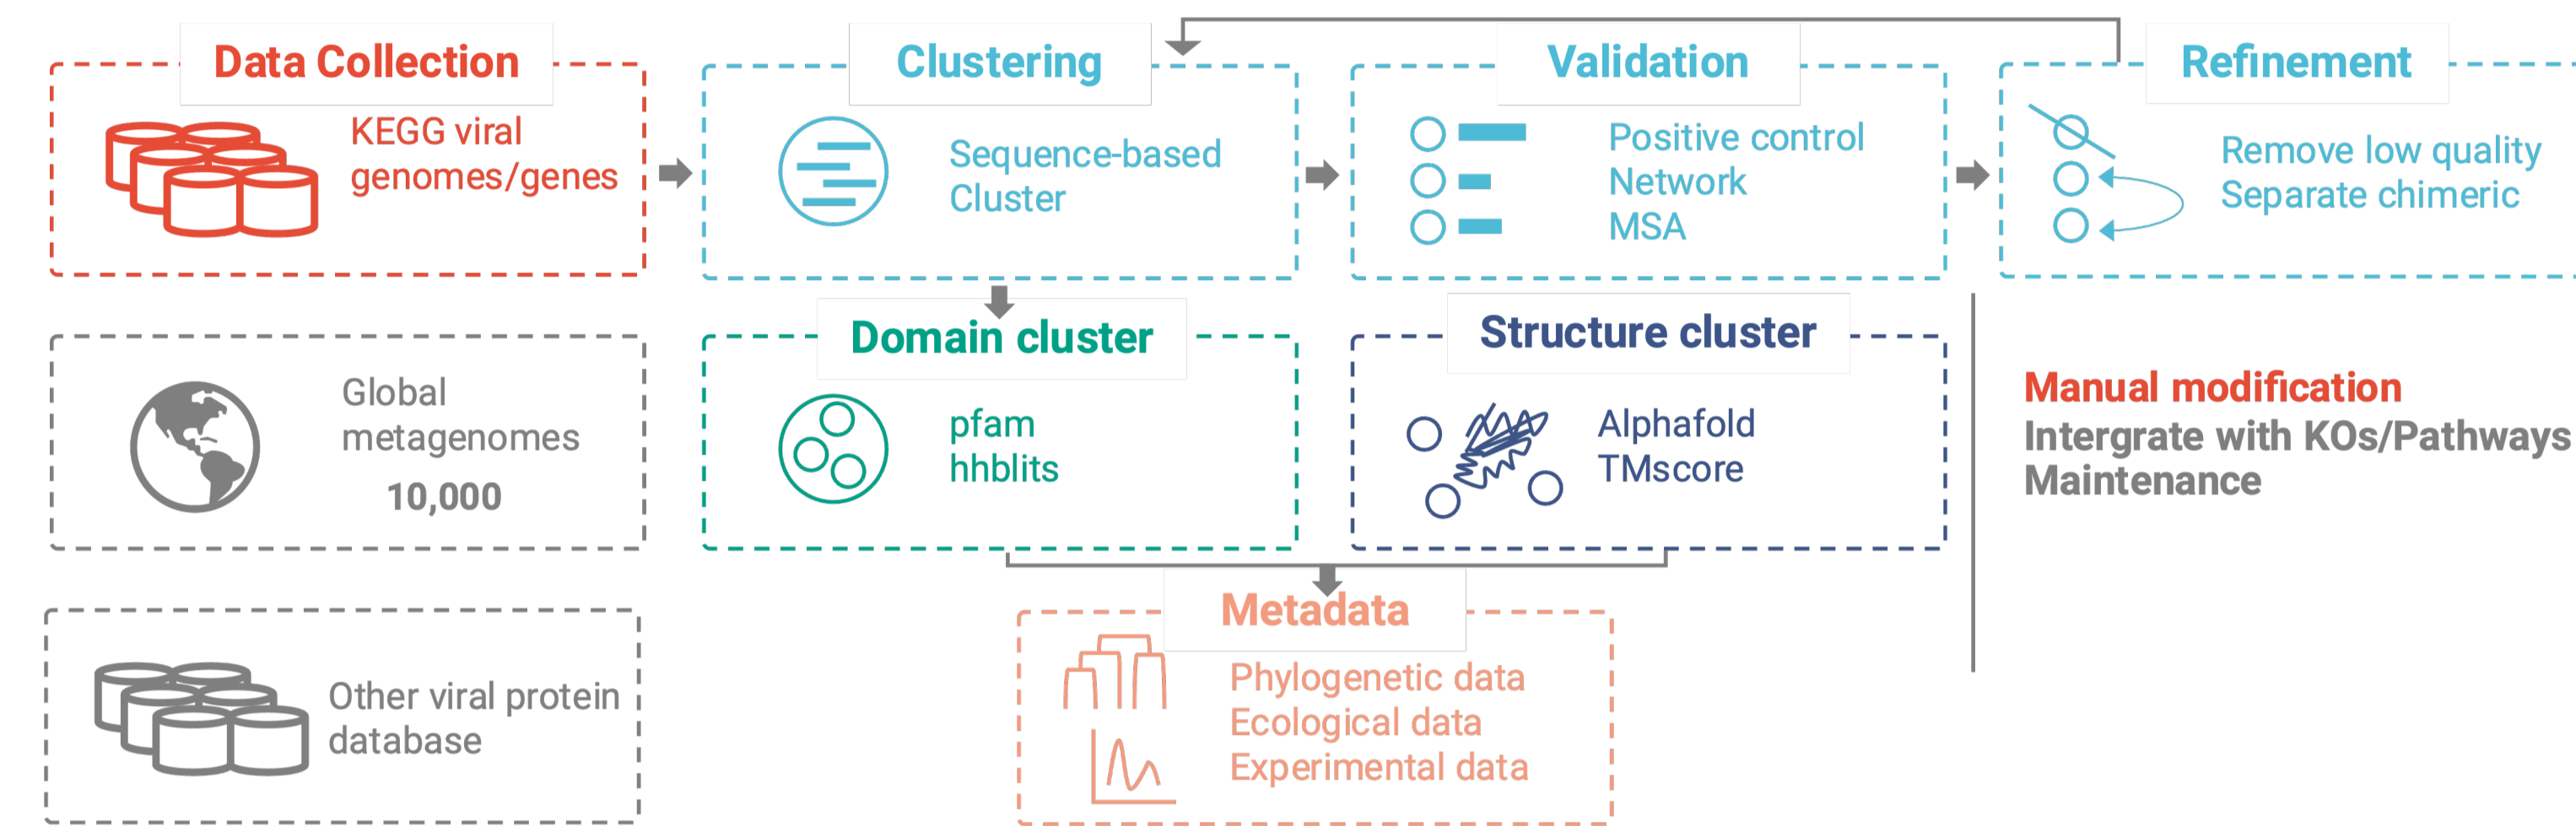 Data Collection
KEGG viral
genomes/genes
Clustering
Sequence-based
Cluster
Validation
Positive control
Network
MSA
Refinement
Remove low quality
Separate chimeric
Global
metagenomes
10,000
Domain cluster
pfam
hhblits
Structure cluster
Alphafold
TMscore
Manual modification
Intergrate with KOs/Pathways
Maintenance
Other viral protein
database
Metadata
Phylogenetic data
Ecological data
Experimental data